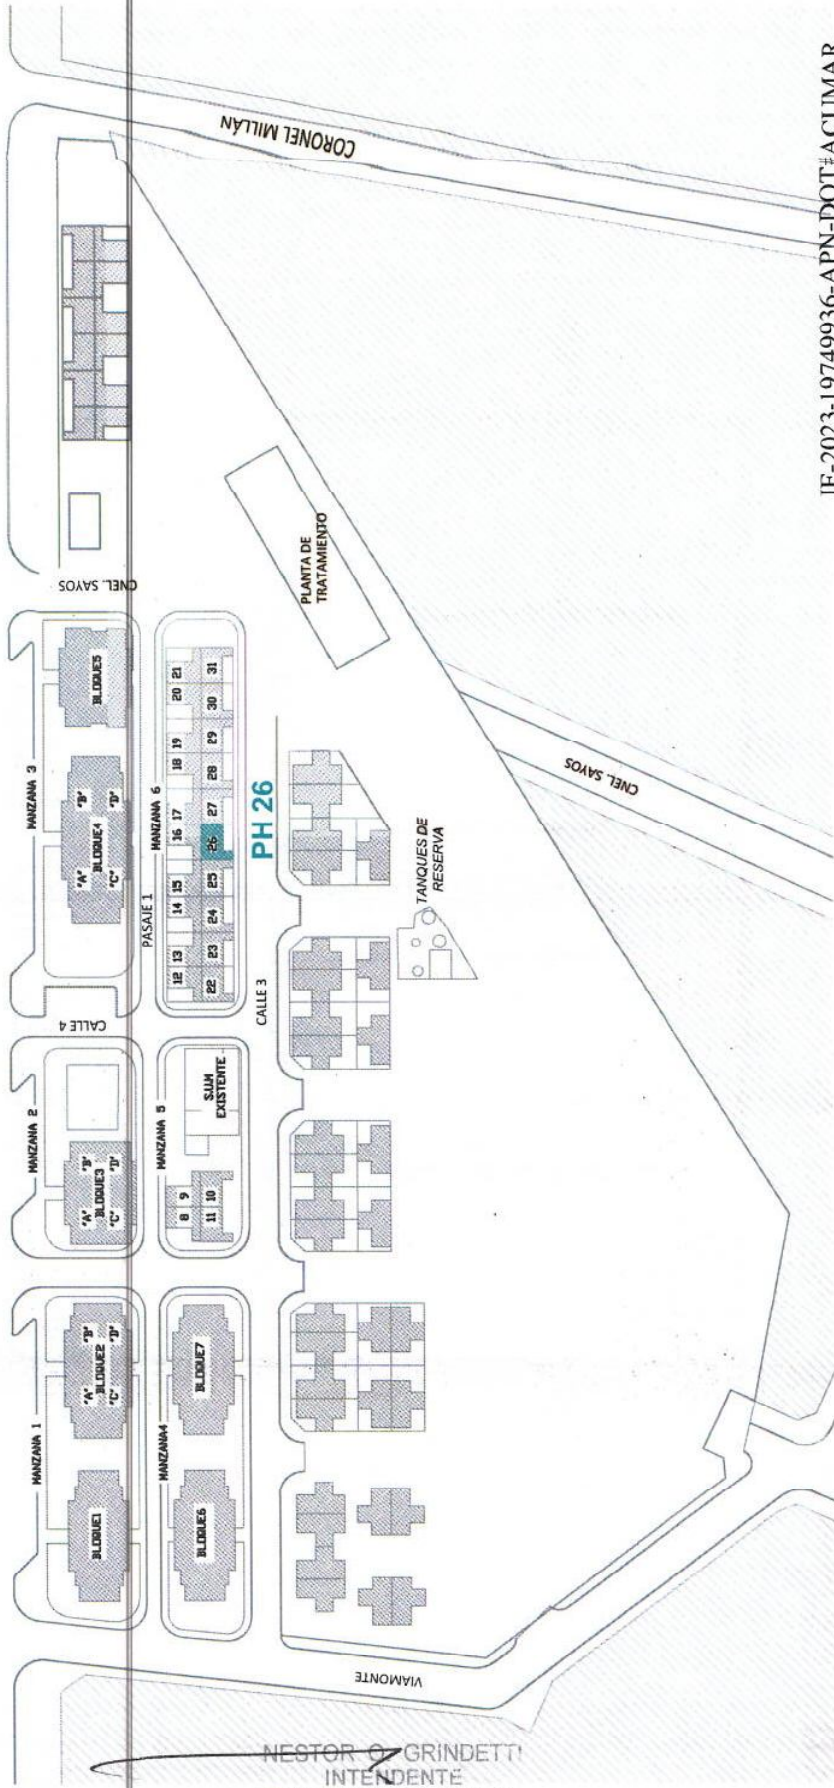 CORONEL MILLÁN
IF-2023-19749936-APN-DOT#ACUMAR
CNEL. SAYOS
PLANTA DE
TRATAMIENTO
MANZANA 3
BLOQUE5
"A" "B"
BLOQUE4
"C" "D"
PASAJE 1
MANZANA 6
12 13 14 15 16 17 18 19 20 21
22 23 24 25 26 27 28 29 30 31
PH 26
CALLE 3
CALLE 4
CNEL. SAYOS
TANQUES DE
RESERVA
MANZANA 2
"A" "B"
BLOQUE3
"C" "D"
MANZANA 5
8 9
11 10
S.U.M
EXISTENTE
MANZANA 1
BLOQUE1
"A" "B"
BLOQUE2
"C" "D"
MANZANA4
BLOQUE6
BLOQUE7
VIAMONTE
NESTOR O. GRINDETTI
INTENDENTE